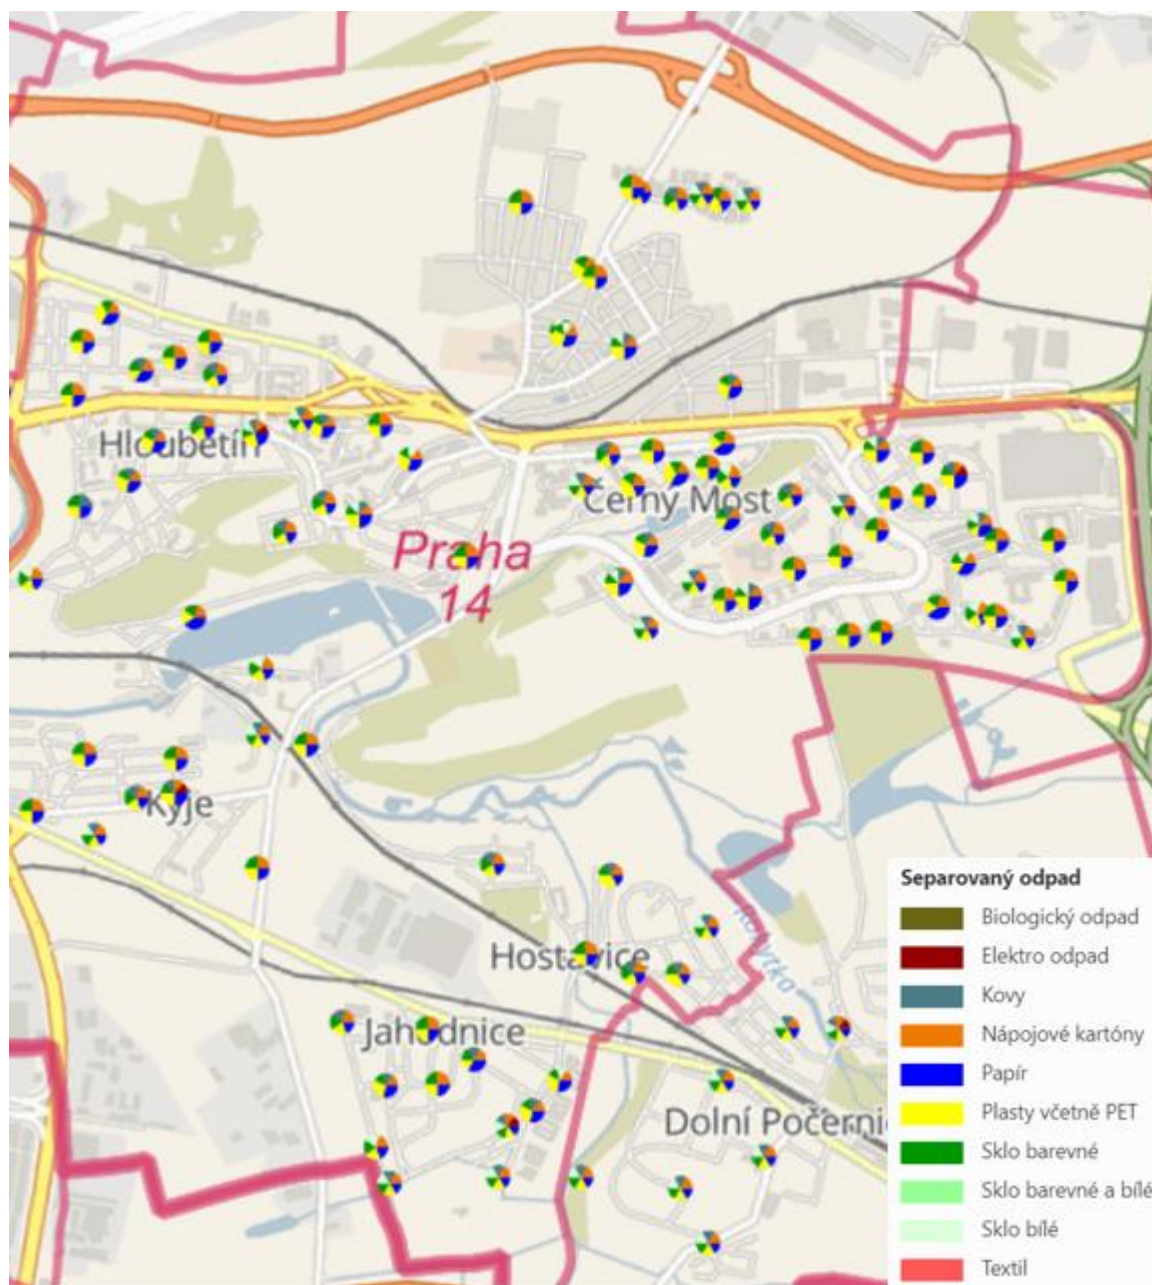 Hloubětín
Černý Most
Praha
14
Kyje
Hostavice
Rokytka
Jahodnice
Dolní Počerni
Separovaný odpad
Biologický odpad
Elektro odpad
Kovy
Nápojové kartóny
Papír
Plasty včetně PET
Sklo barevné
Sklo barevné a bílé
Sklo bílé
Textil